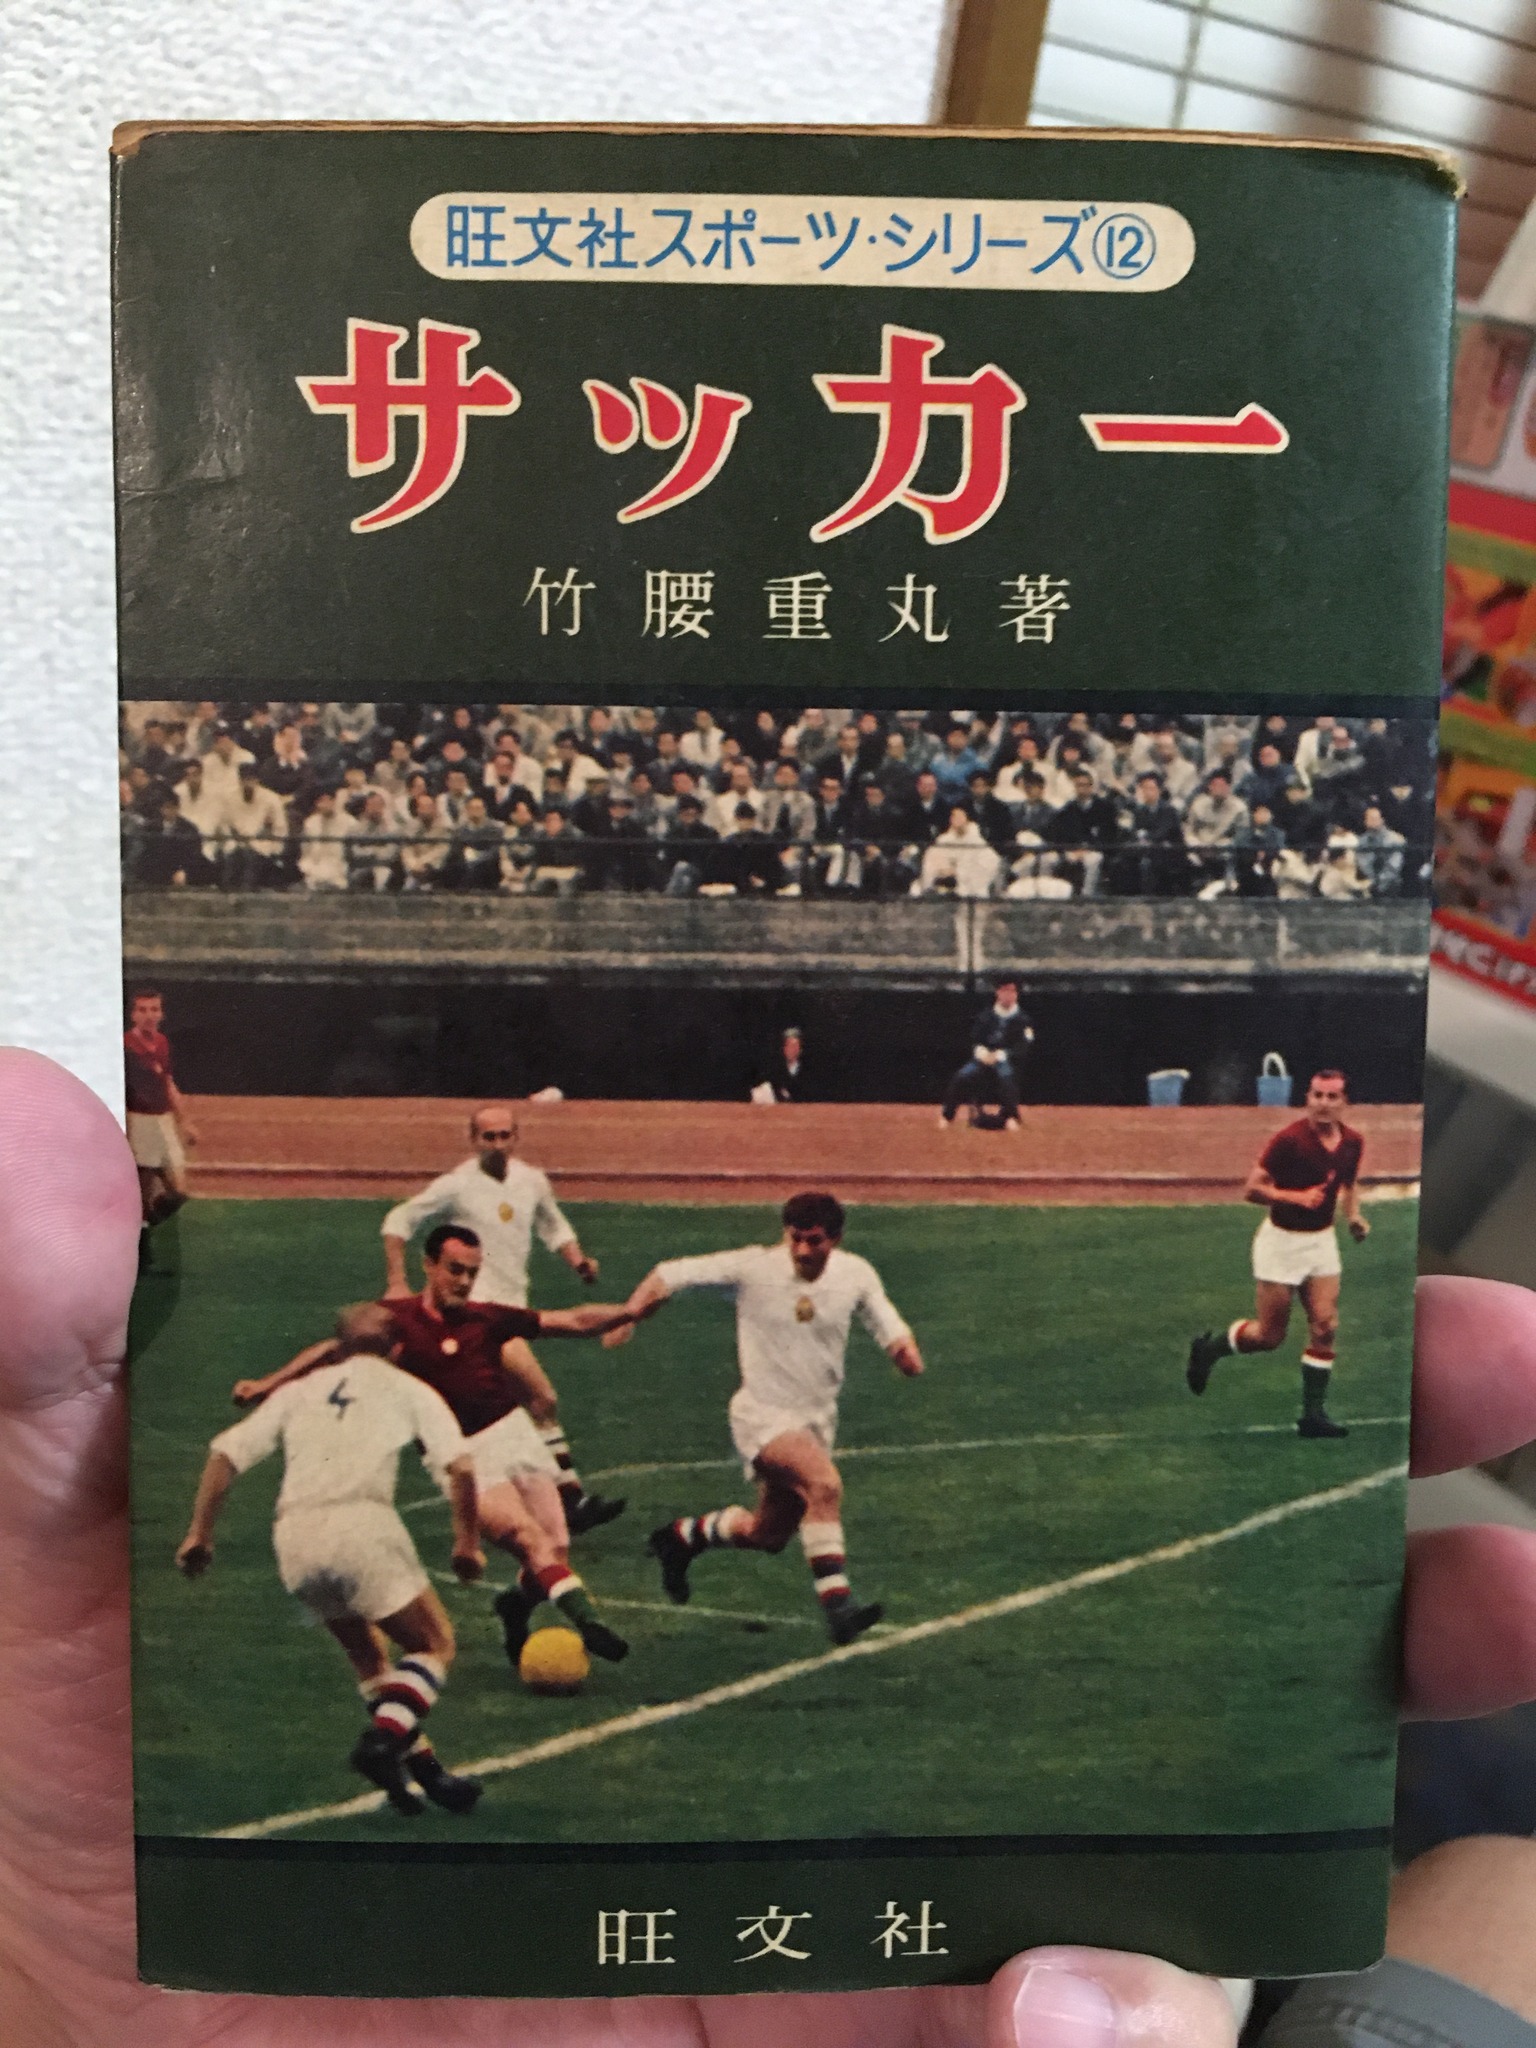 旺文社スポーツ・シリーズ⑫
サッカー
竹腰重丸著
4
旺文社